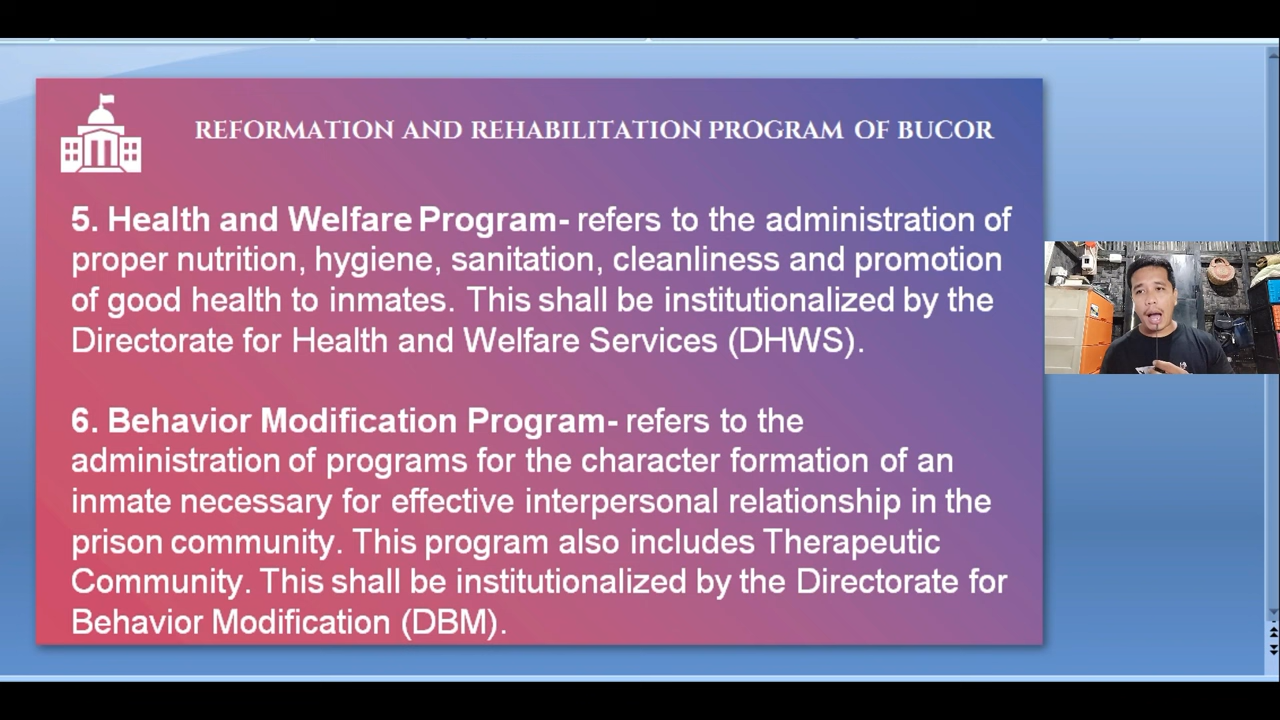 REFORMATION AND REHABILITATION PROGRAM OF BUCOR
5. Health and Welfare Program- refers to the administration of
proper nutrition, hygiene, sanitation, cleanliness and promotion
of good health to inmates This shall be institutionalized by the
Directorate for Health and Welfare Services (DHWS).
6. Behavior Modification Program- refers to the
administration of programs for the character formation of an
inmate necessary for effective interpersonal relationship in the
prison community. This program also includes Therapeutic
Community. This shall be institutionalized by the Directorate for
Behavior Modification (DBM).